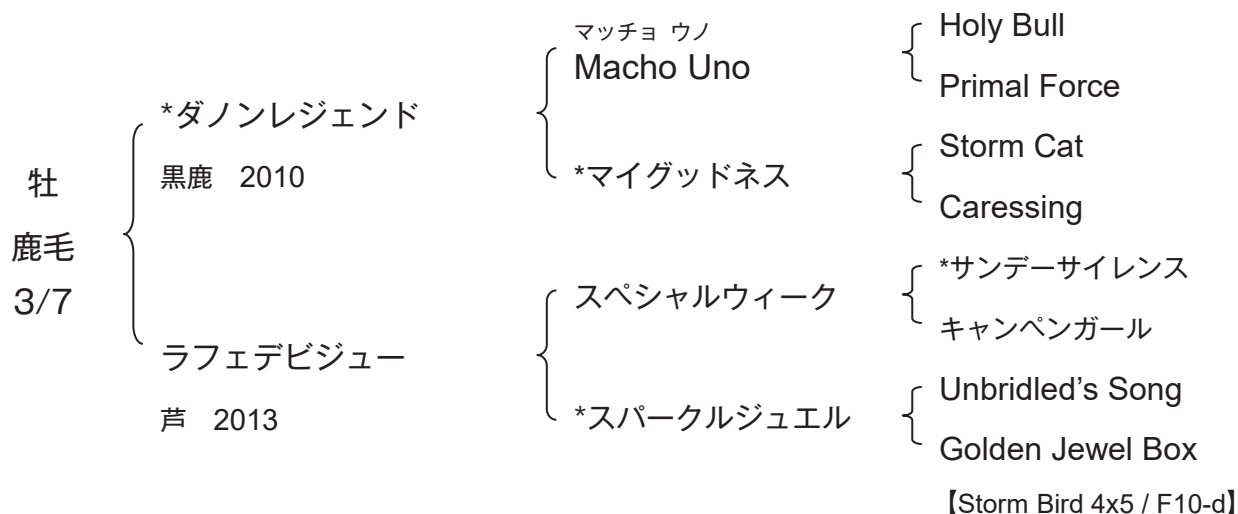 牡
鹿毛
3/7
*ダノンレジェンド
黒鹿 2010
ラフェデビジュー
芦 2013
マッチョ ウノ
Macho Uno
*マイグッドネス
スペシャルウィーク
*スパークルジュエル
Holy Bull
Primal Force
Storm Cat
Caressing
*サンデーサイレンス
キャンペンガール
Unbridled’s Song
Golden Jewel Box
【Storm Bird 4x5 / F10-d】